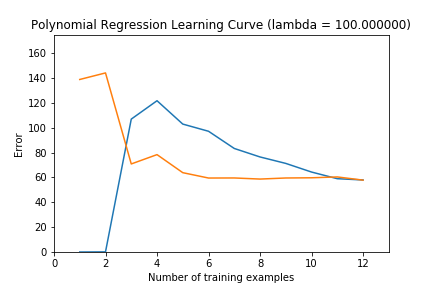 Polynomial Regression Learning Curve (lambda = 100.000000)
160
140
120
100
80
60
40
20
0
Error
0 2 4 6 8 10 12
Number of training examples